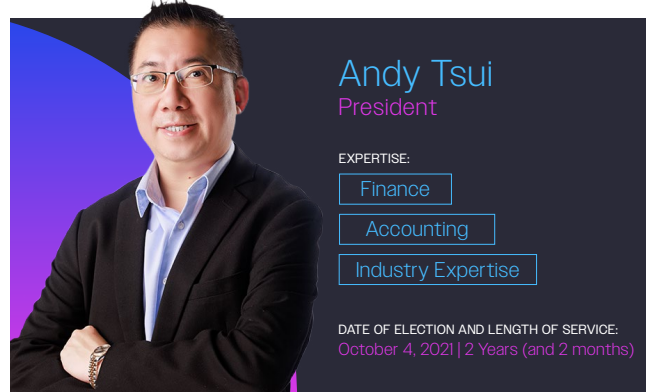 Andy Tsui
President
EXPERTISE:
Finance
Accounting
Industry Expertise
DATE OF ELECTION AND LENGTH OF SERVICE:
October 4, 2021 | 2 Years (and 2 months)